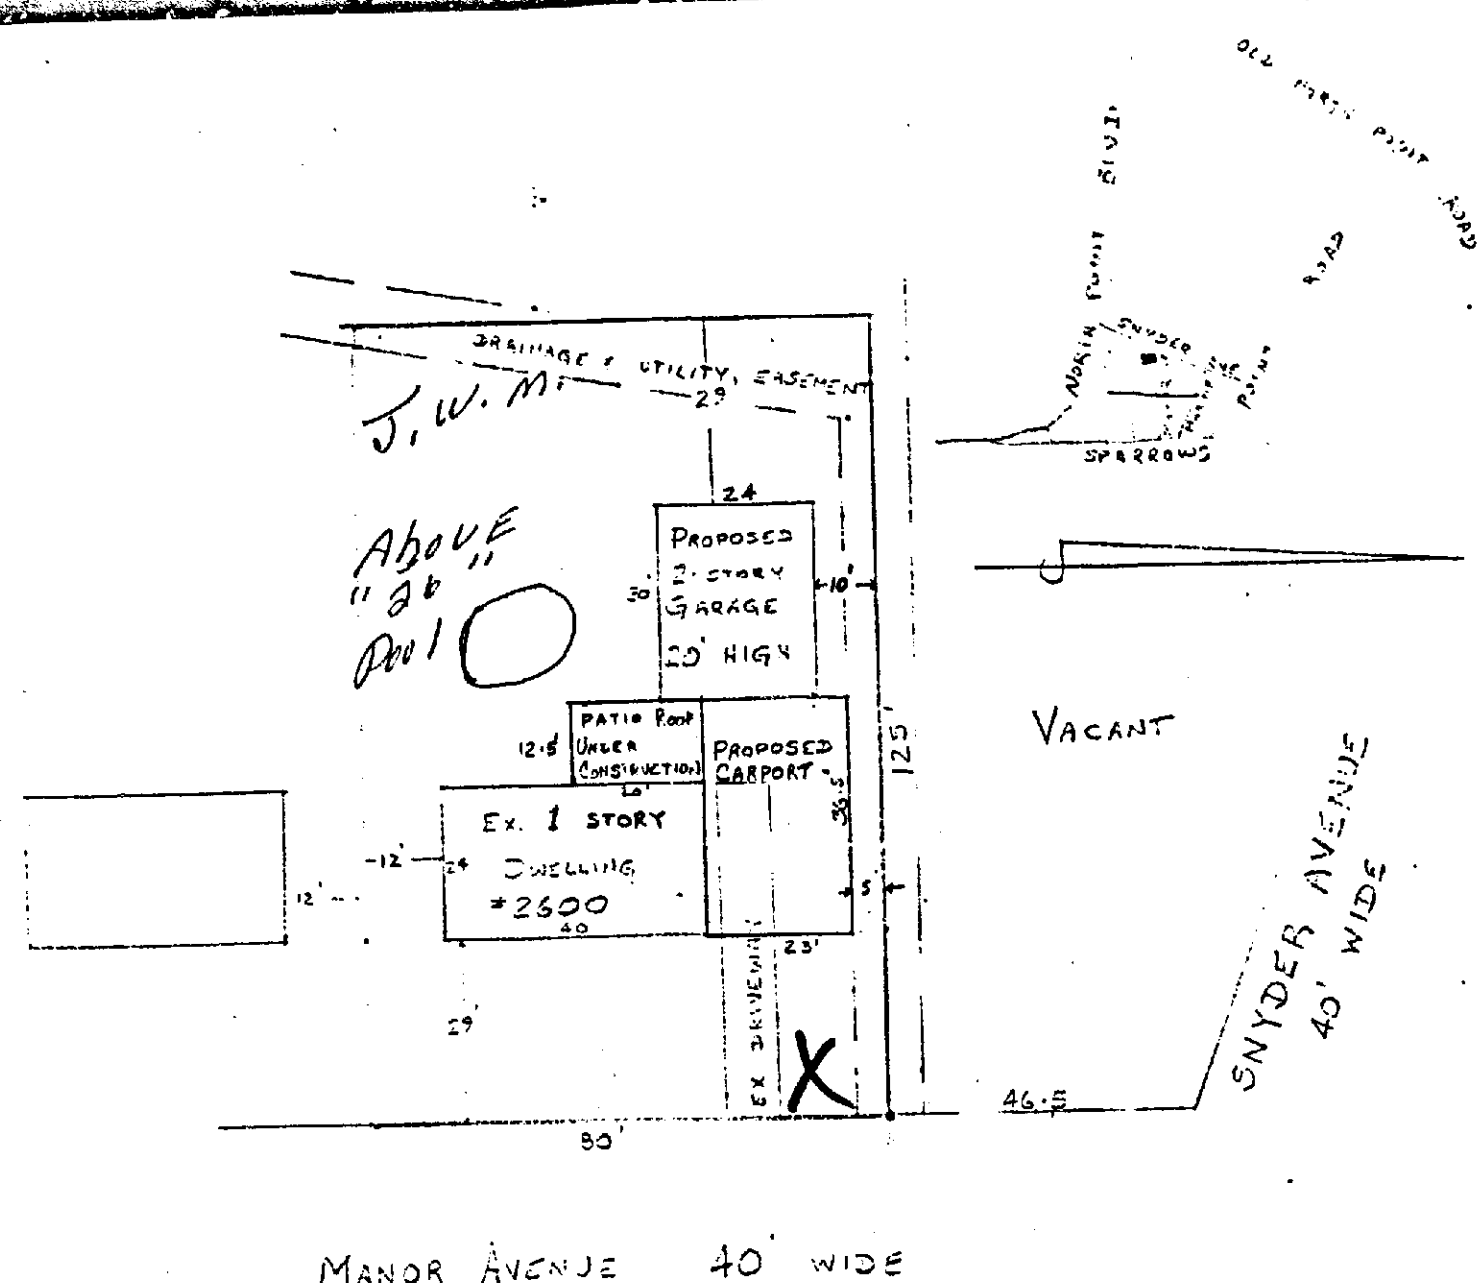 OLD NORTH POINT ROAD
NORTH POINT BLVD.
ROAD
SNYDER
POINT
SPARROWS
DRAINAGE & UTILITY, EASEMENT
29
J. W. M.
24
Above
" 26 "
Pool
PROPOSED
2-STORY
GARAGE
20' HIGH
30'
10'
PATIO Roof
UNDER
CONSTRUCTION
12.5'
PROPOSED
CARPORT
36.5'
125'
VACANT
Ex. 1 STORY
DWELLING
#2600
40
24
-12'
12'
5'
23'
29'
EX DRIVEWAY
X
46.5
80'
SNYDER AVENUE
40' WIDE
MANOR AVENUE 40' WIDE